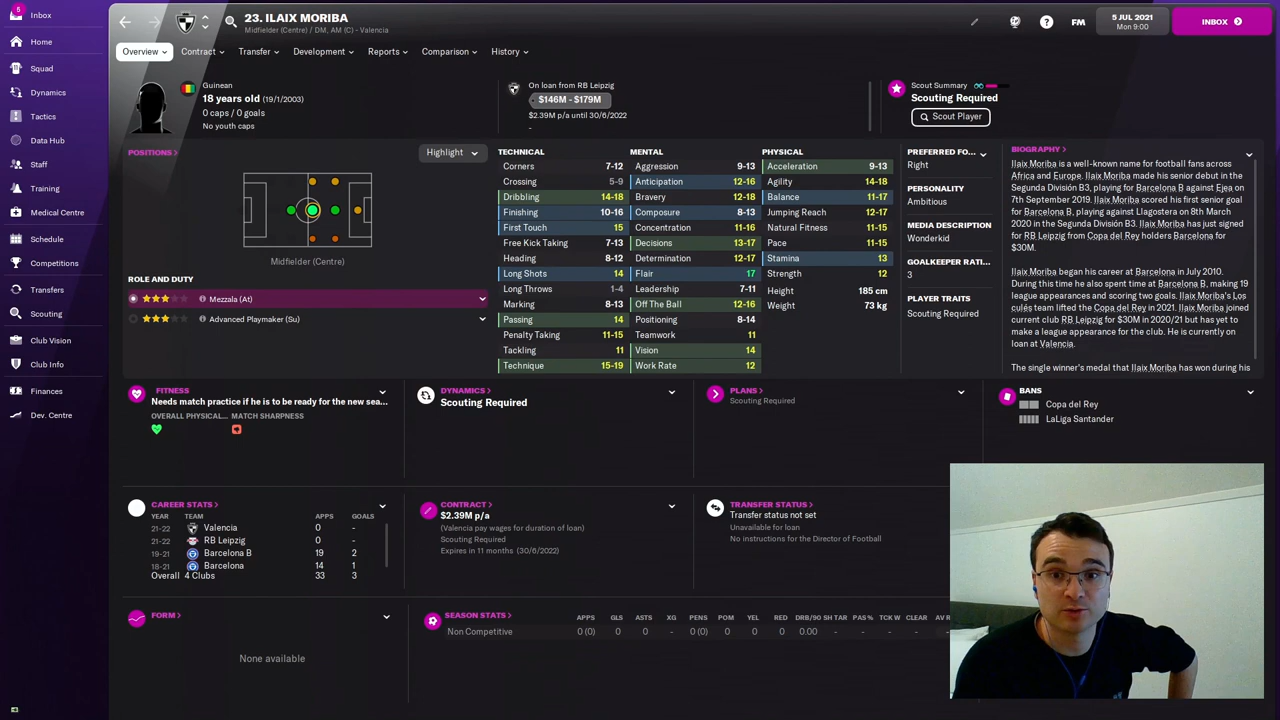 5
Inbox
Home
Squad
Dynamics
Tactics
Data Hub
Staff
Training
Medical Centre
Schedule
Competitions
Transfers
Scouting
Club Vision
Club Info
Finances
Dev. Centre
23. ILAIX MORIBA
Midfielder (Centre) / DM, AM (C) - Valencia
?
FM
5 JUL 2021
Mon 9:00
INBOX
Overview
Contract
Transfer
Development
Reports
Comparison
History
Guinean
18 years old (19/1/2003)
0 caps / 0 goals
No youth caps
On loan from RB Leipzig
$146M - $179M
$2.39M p/a until 30/6/2022
-
Scout Summary
Scouting Required
Scout Player
POSITIONS
Highlight
Midfielder (Centre)
ROLE AND DUTY
Mezzala (At)
Advanced Playmaker (Su)
TECHNICAL
Corners 7-12
Crossing 5-9
Dribbling 14-18
Finishing 10-16
First Touch 15
Free Kick Taking 7-13
Heading 8-12
Long Shots 14
Long Throws 1-4
Marking 8-13
Passing 14
Penalty Taking 11-15
Tackling 11
Technique 15-19
MENTAL
Aggression 9-13
Anticipation 12-16
Bravery 12-18
Composure 8-13
Concentration 11-16
Decisions 13-17
Determination 12-17
Flair 17
Leadership 7-11
Off The Ball 12-16
Positioning 8-14
Teamwork 11
Vision 14
Work Rate 12
PHYSICAL
Acceleration 9-13
Agility 14-18
Balance 11-17
Jumping Reach 12-17
Natural Fitness 11-15
Pace 11-15
Stamina 13
Strength 12
Height 185 cm
Weight 73 kg
PREFERRED FO...
Right
PERSONALITY
Ambitious
MEDIA DESCRIPTION
Wonderkid
GOALKEEPER RATI...
3
PLAYER TRAITS
Scouting Required
BIOGRAPHY
Ilaix Moriba is a well-known name for football fans across
Africa and Europe. Ilaix Moriba made his senior debut in the
Segunda División B3, playing for Barcelona B against Ejea on
7th September 2019. Ilaix Moriba scored his first senior goal
for Barcelona B, playing against Llagostera on 8th March
2020 in the Segunda División B3. Ilaix Moriba has just signed
for RB Leipzig from Copa del Rey holders Barcelona for
$30M.
Ilaix Moriba began his career at Barcelona in July 2010.
During this time he also spent time at Barcelona B, making 19
league appearances and scoring two goals. Ilaix Moriba's Los
culés team lifted the Copa del Rey in 2021. Ilaix Moriba joined
current club RB Leipzig for $30M in 2020/21 but has yet to
make a league appearance for the club. He is currently on
loan at Valencia.
The single winner's medal that Ilaix Moriba has won during his
FITNESS
Needs match practice if he is to be ready for the new sea...
OVERALL PHYSICAL... MATCH SHARPNESS
DYNAMICS
Scouting Required
PLANS
Scouting Required
BANS
Copa del Rey
LaLiga Santander
CAREER STATS
YEAR TEAM APPS GOALS
21-22 Valencia 0 -
21-22 RB Leipzig 0 -
19-21 Barcelona B 19 2
18-21 Barcelona 14 1
Overall 4 Clubs 33 3
CONTRACT
$2.39M p/a
(Valencia pay wages for duration of loan)
Scouting Required
Expires in 11 months (30/6/2022)
TRANSFER STATUS
Transfer status not set
Unavailable for loan
No instructions for the Director of Football
FORM
None available
SEASON STATS
APPS GLS ASTS XG PENS POM YEL RED DRB/90 SH TAR PAS % TCK W CLEAR AV R
Non Competitive 0 (0) 0 0 - 0 (0) 0 0 0 0.00 - - - - -